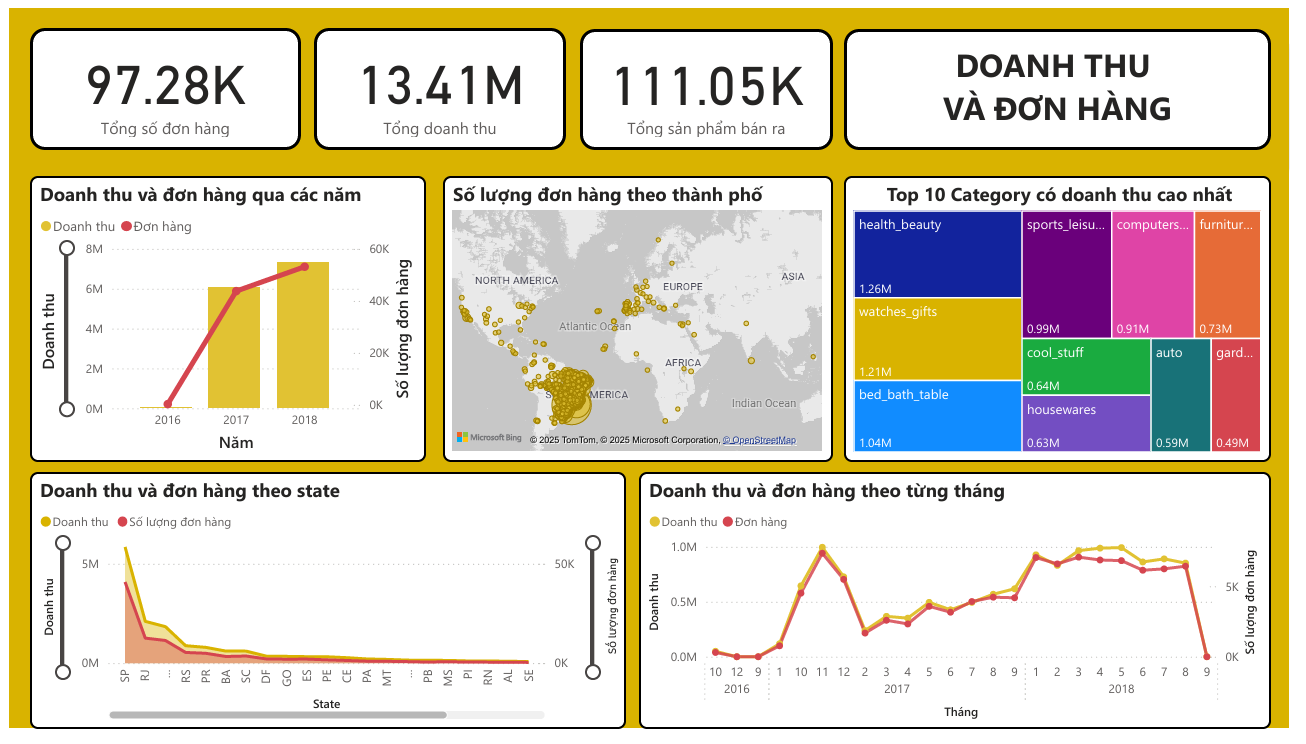 97.28K
Tổng số đơn hàng
13.41M
Tổng doanh thu
111.05K
Tổng sản phẩm bán ra
DOANH THU
VÀ ĐƠN HÀNG
Doanh thu và đơn hàng qua các năm
Doanh thu Đơn hàng
8M
6M
4M
2M
0M
60K
40K
20K
0K
Doanh thu
Số lượng đơn hàng
2016 2017 2018
Năm
Số lượng đơn hàng theo thành phố
NORTH AMERICA
EUROPE
ASIA
Atlantic Ocean
AFRICA
S
MERICA
Indian Ocean
Microsoft Bing
© 2025 TomTom, © 2025 Microsoft Corporation, © OpenStreetMap
Top 10 Category có doanh thu cao nhất
health_beauty
1.26M
watches_gifts
1.21M
bed_bath_table
1.04M
sports_leisu...
0.99M
computers...
0.91M
furnitur...
0.73M
cool_stuff
0.64M
housewares
0.63M
auto
0.59M
gard...
0.49M
Doanh thu và đơn hàng theo state
Doanh thu Số lượng đơn hàng
5M
0M
50K
0K
Doanh thu
Số lượng đơn hàng
SP RJ ... RS PR BA SC DF GO ES PE CE PA MT ... PB MS PI RN AL SE
State
Doanh thu và đơn hàng theo từng tháng
Doanh thu Đơn hàng
1.0M
0.5M
0.0M
5K
0K
Doanh thu
Số lượng đơn hàng
10 12 9 1 10 11 12 2 3 4 5 6 7 8 9 1 2 3 4 5 6 7 8 9
2016 2017 2018
Tháng